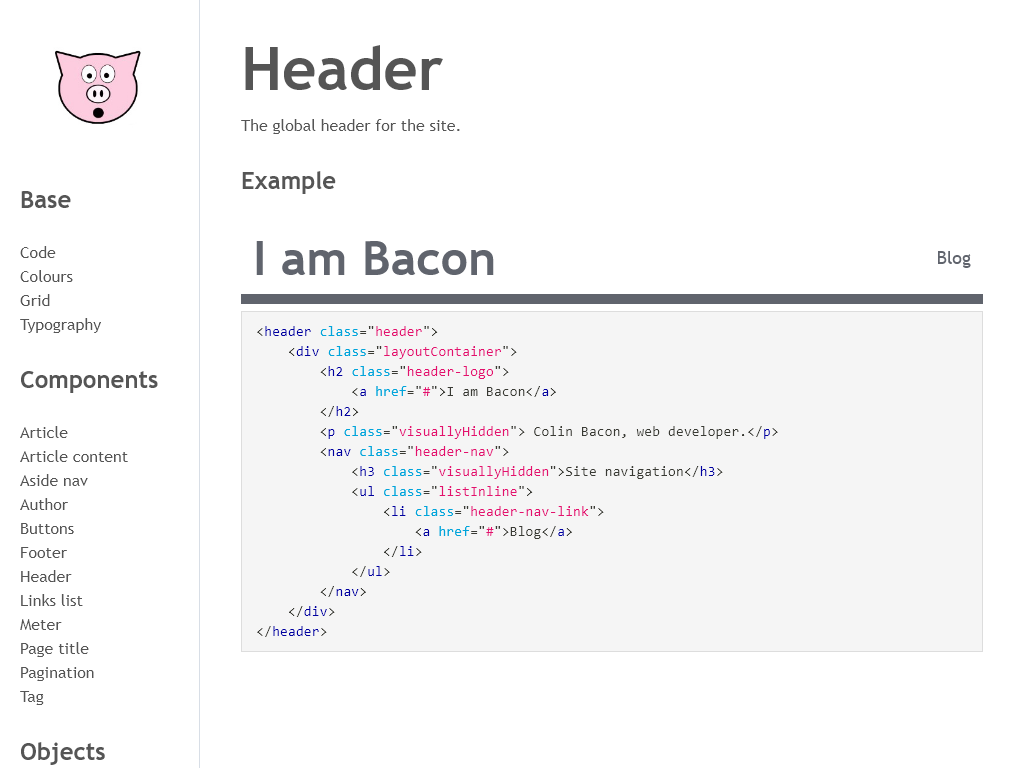 Base
Code
Colours
Grid
Typography
Components
Article
Article content
Aside nav
Author
Buttons
Footer
Header
Links list
Meter
Page title
Pagination
Tag
Objects
Header
The global header for the site.
Example
I am Bacon
Blog
<header class="header">
    <div class="layoutContainer">
        <h2 class="header-logo">
            <a href="#">I am Bacon</a>
        </h2>
        <p class="visuallyHidden"> Colin Bacon, web developer.</p>
        <nav class="header-nav">
            <h3 class="visuallyHidden">Site navigation</h3>
            <ul class="listInline">
                <li class="header-nav-link">
                    <a href="#">Blog</a>
                </li>
            </ul>
        </nav>
    </div>
</header>